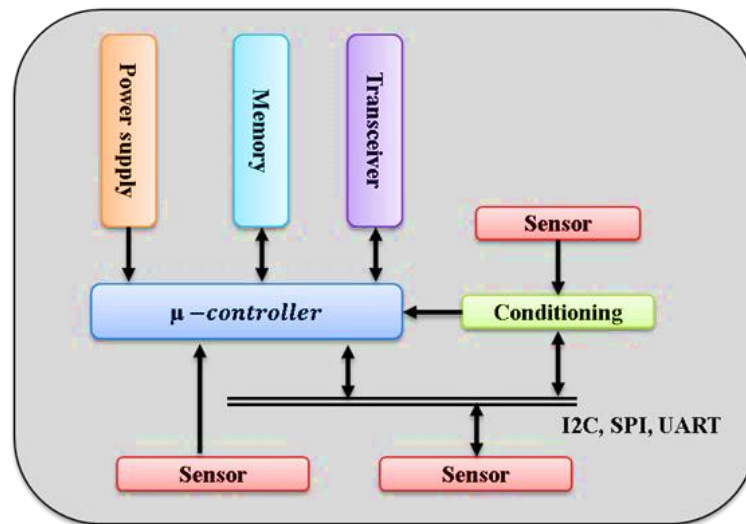 Power supply
Memory
Transceiver
Sensor
μ -controller
Conditioning
I2C, SPI, UART
Sensor
Sensor